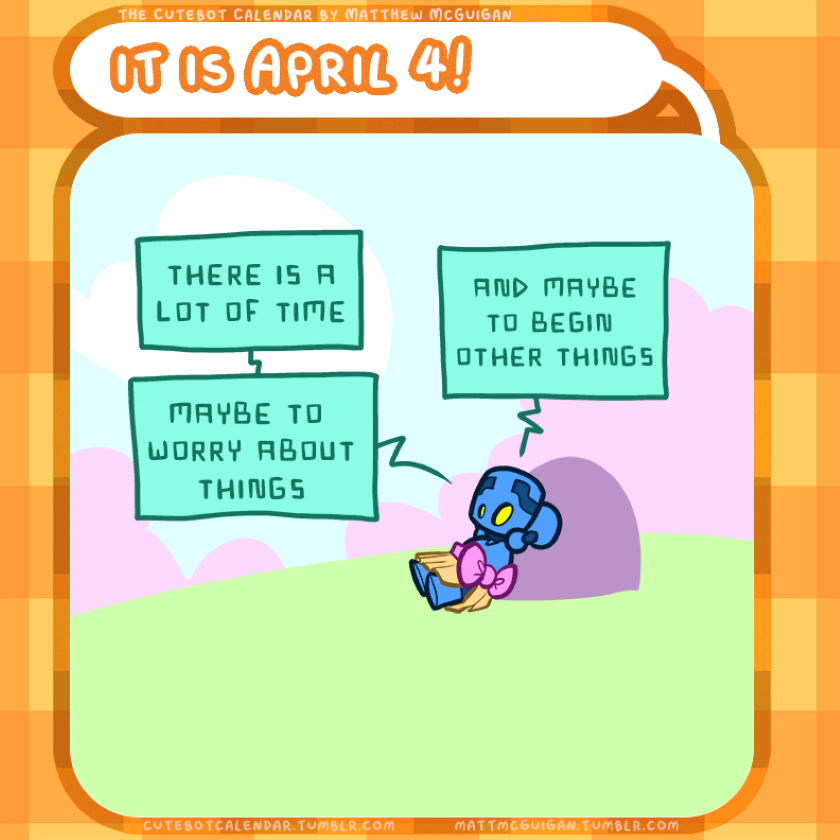 THE CUTEBOT CALENDAR BY MATTHEW MCGUIGAN
IT IS APRIL 4!
THERE IS A
LOT OF TIME
MAYBE TO
WORRY ABOUT
THINGS
AND MAYBE
TO BEGIN
OTHER THINGS
CUTEBOTCALENDAR.TUMBLR.COM
MATTMCGUIGAN.TUMBLR.COM